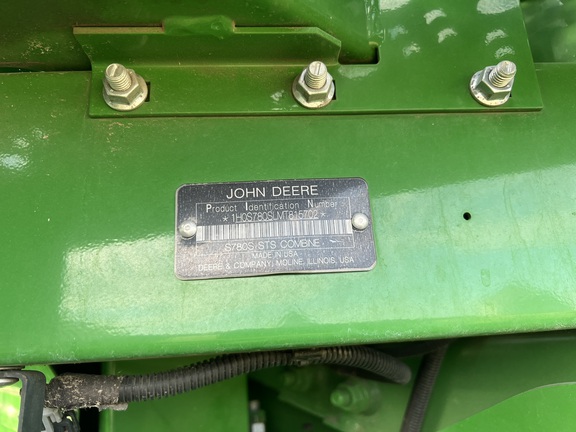 JOHN DEERE
Product Identification Number
*1H0S780SLMT815702*
S780S/STS COMBINE
MADE IN USA
DEERE & COMPANY, MOLINE, ILLINOIS, USA